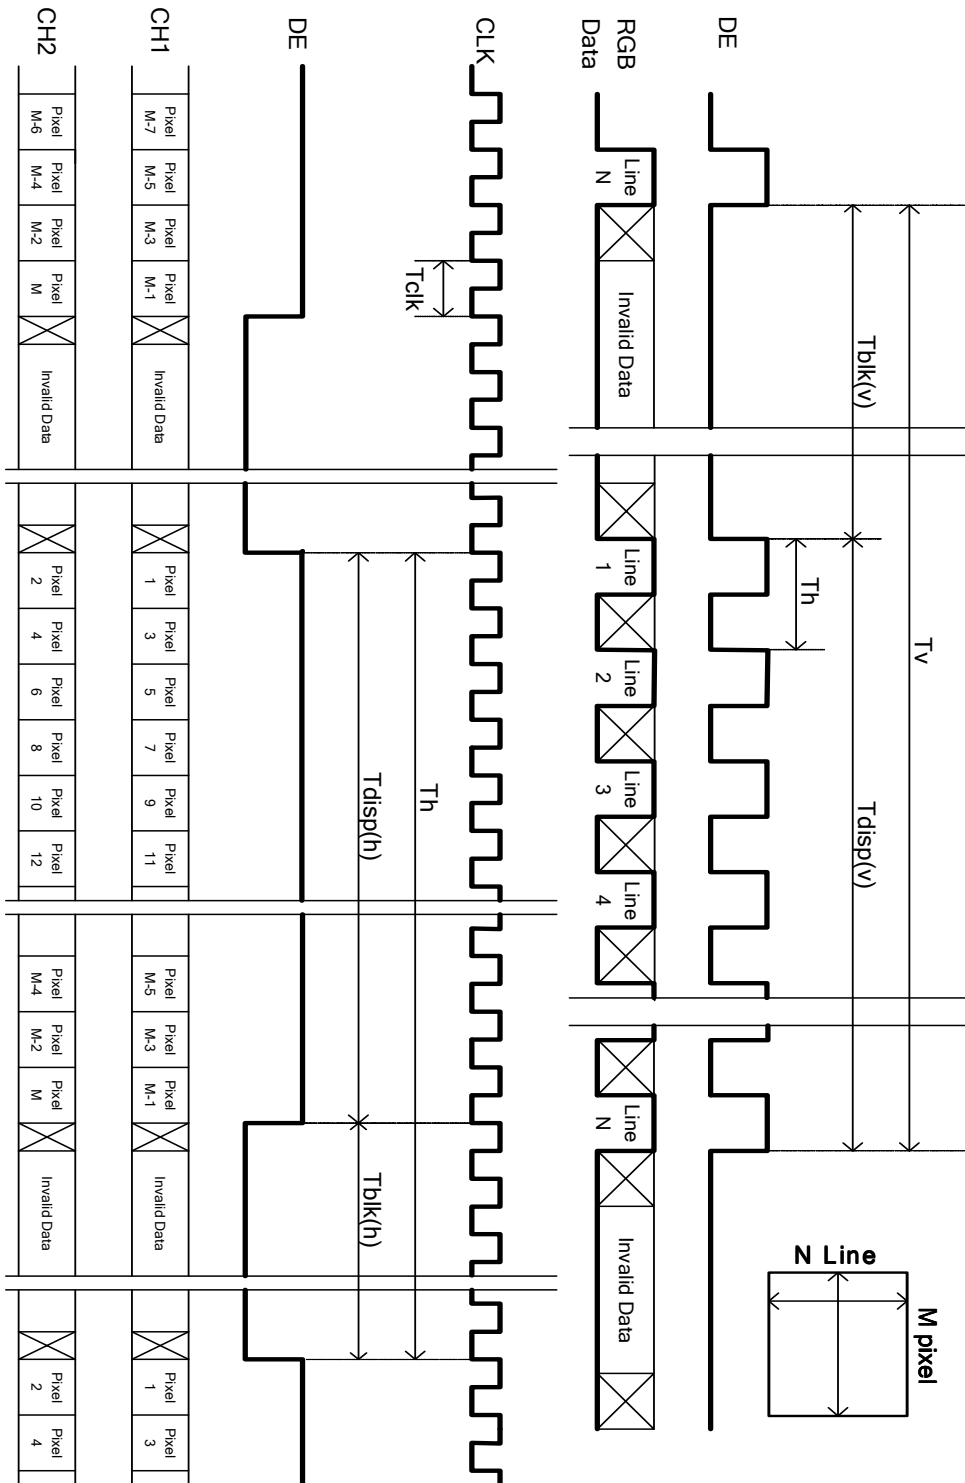 Tv
Tblk(v)
Tdisp(v)
Th
N Line
M pixel
DE
RGB
Data
Line
N
Invalid Data
Line
1
Line
2
Line
3
Line
4
Line
N
Invalid Data
CLK
Tclk
Th
Tdisp(h)
Tblk(h)
DE
CH1
Pixel
M-7
Pixel
M-5
Pixel
M-3
Pixel
M-1
Invalid Data
Pixel
1
Pixel
3
Pixel
5
Pixel
7
Pixel
9
Pixel
11
Pixel
M-5
Pixel
M-3
Pixel
M-1
Invalid Data
Pixel
1
Pixel
3
CH2
Pixel
M-6
Pixel
M-4
Pixel
M-2
Pixel
M
Invalid Data
Pixel
2
Pixel
4
Pixel
6
Pixel
8
Pixel
10
Pixel
12
Pixel
M-4
Pixel
M-2
Pixel
M
Invalid Data
Pixel
2
Pixel
4